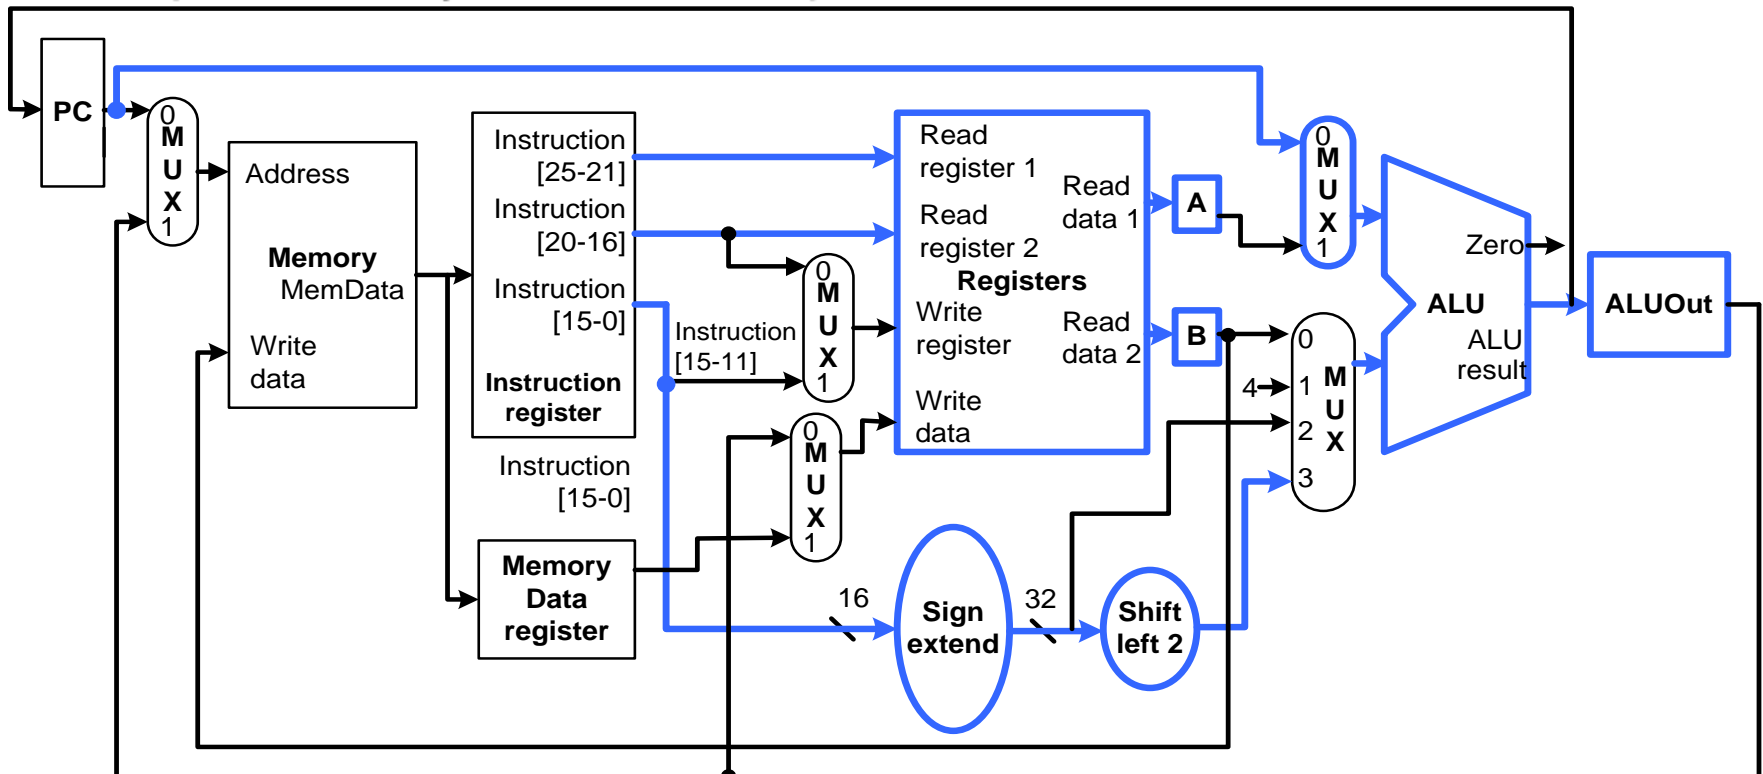 PC
0
M
U
X
1
Address
Memory
MemData
Write
data
Instruction
[25-21]
Instruction
[20-16]
Instruction
[15-0]
Instruction
register
Instruction
[15-0]
Memory
Data
register
Instruction
[15-11]
0
M
U
X
1
0
M
U
X
1
Read
register 1
Read
register 2
Registers
Write
register
Write
data
Read
data 1
Read
data 2
16
Sign
extend
32
Shift
left 2
A
B
4
0
M
U
X
1
0
1
2
3
M
U
X
Zero
ALU
ALU
result
ALUOut